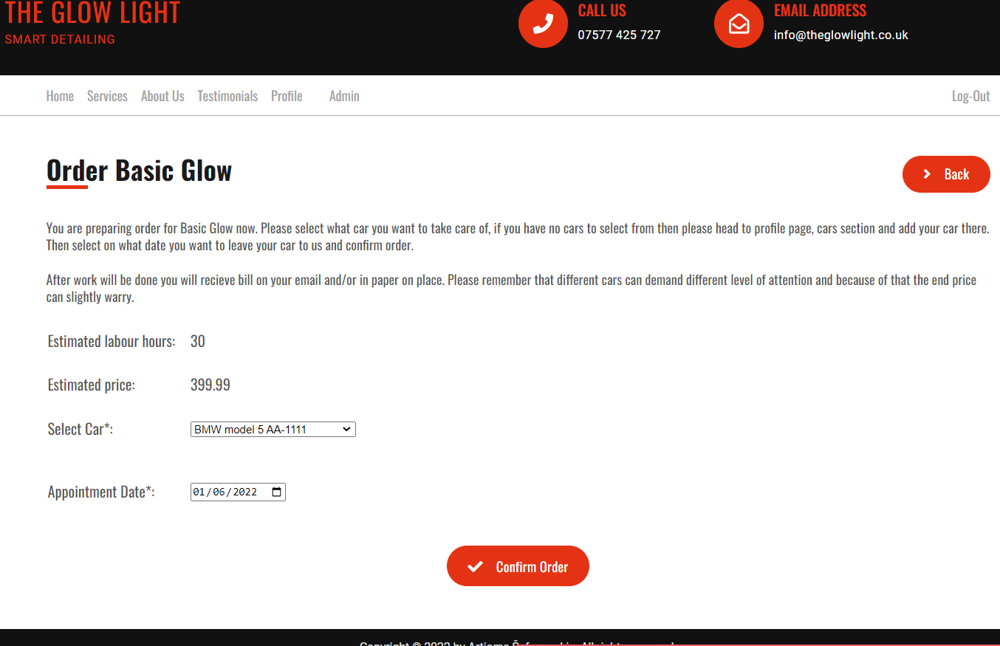 THE GLOW LIGHT
SMART DETAILING
CALL US
07577 425 727
EMAIL ADDRESS
info@theglowlight.co.uk
Home Services About Us Testimonials Profile Admin Log-Out
Order Basic Glow
Back
You are preparing order for Basic Glow now. Please select what car you want to take care of, if you have no cars to select from then please head to profile page, cars section and add your car there.
Then select on what date you want to leave your car to us and confirm order.
After work will be done you will recieve bill on your email and/or in paper on place. Please remember that different cars can demand different level of attention and because of that the end price
can slightly warry.
Estimated labour hours: 30
Estimated price: 399.99
Select Car*: BMW model 5 AA-1111
Appointment Date*: 01/06/2022
Confirm Order
Copyright © 2022 by